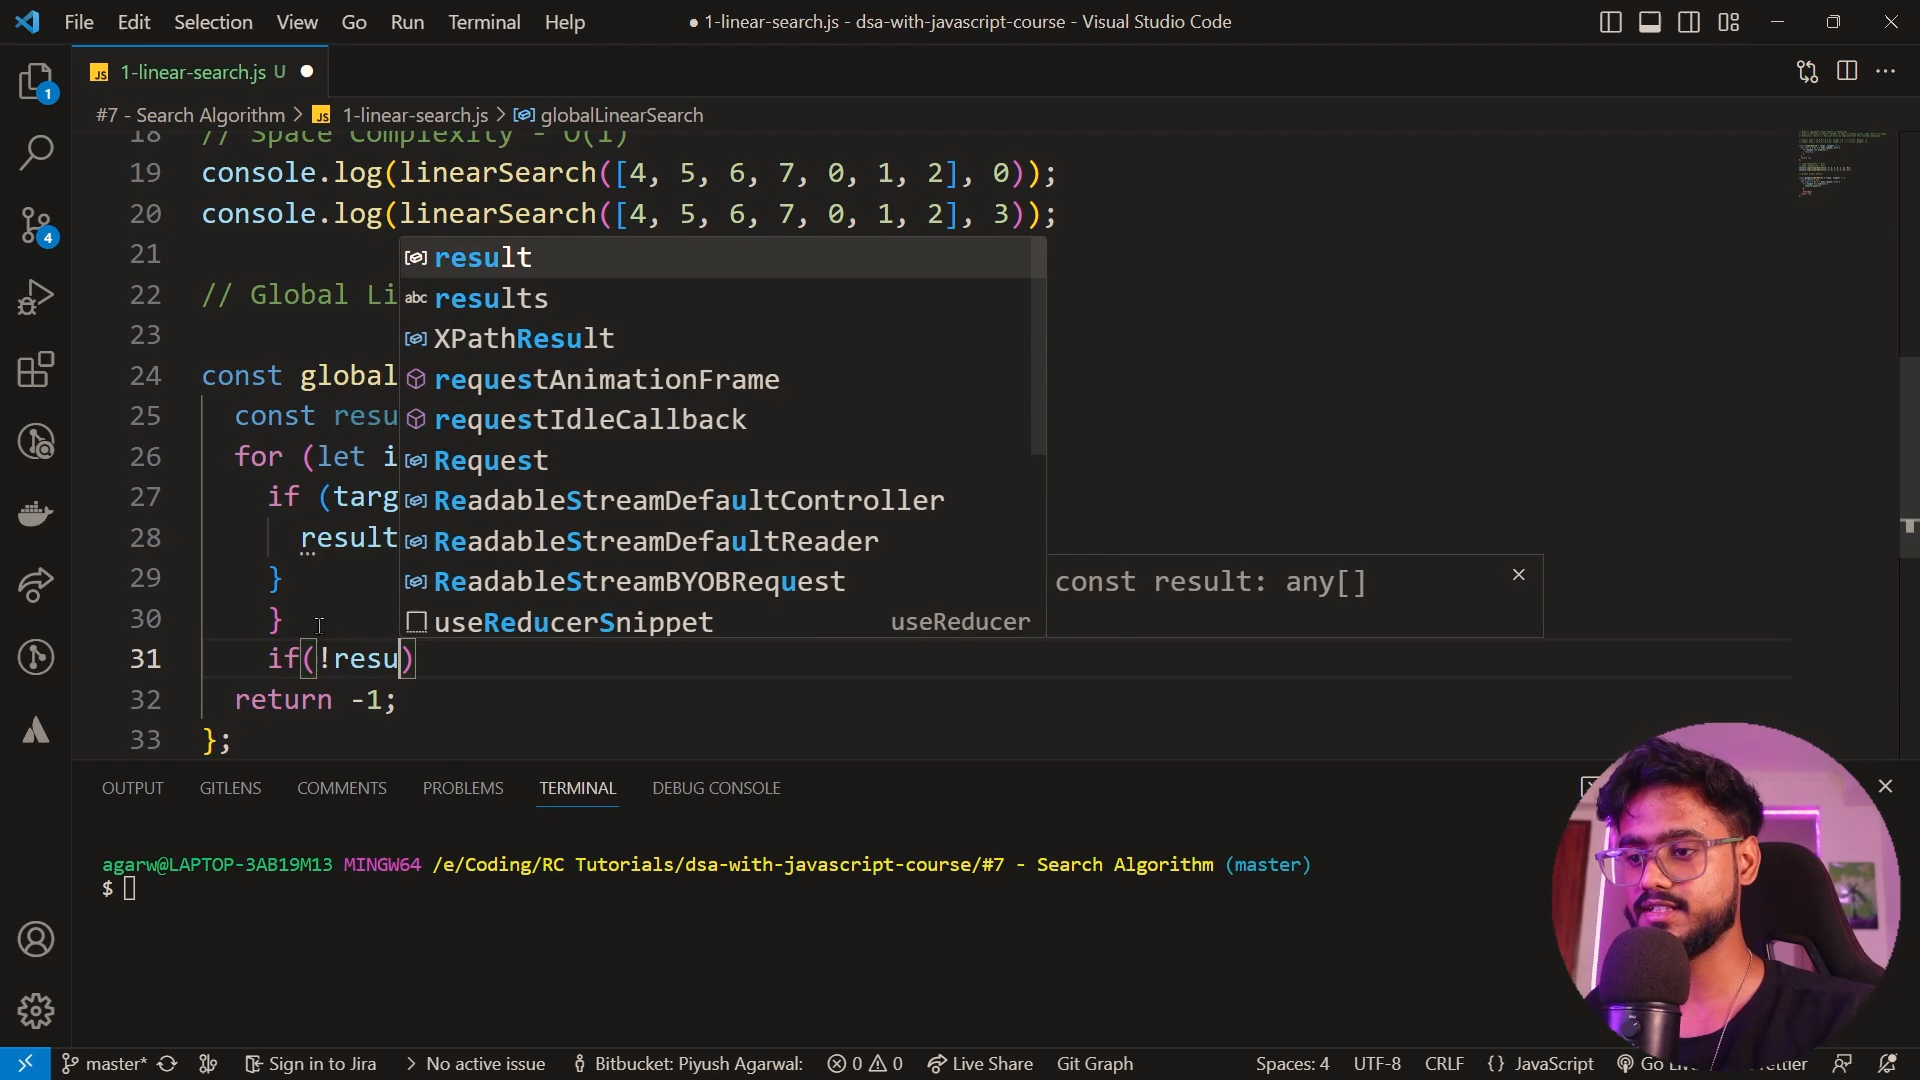 File Edit Selection View Go Run Terminal Help
● 1-linear-search.js - dsa-with-javascript-course - Visual Studio Code
JS 1-linear-search.js U
#7 - Search Algorithm > JS 1-linear-search.js > globalLinearSearch
18 // Space Complexity - O(1)
19 console.log(linearSearch([4, 5, 6, 7, 0, 1, 2], 0));
20 console.log(linearSearch([4, 5, 6, 7, 0, 1, 2], 3));
21
22 // Global Li
23
24 const global
25 const resu
26 for (let i
27 if (targ
28 result
29 }
30 }
31 if(!resu)
32 return -1;
33 };
result
abc results
XPathResult
requestAnimationFrame
requestIdleCallback
Request
ReadableStreamDefaultController
ReadableStreamDefaultReader
ReadableStreamBYOBRequest
useReducerSnippet useReducer
const result: any[]
1
4
OUTPUT GITLENS COMMENTS PROBLEMS TERMINAL DEBUG CONSOLE
agarw@LAPTOP-3AB19M13 MINGW64 /e/Coding/RC Tutorials/dsa-with-javascript-course/#7 - Search Algorithm (master)
$
master* Sign in to Jira > No active issue Bitbucket: Piyush Agarwal: 0 0 Live Share Git Graph Spaces: 4 UTF-8 CRLF {} JavaScript Go Live